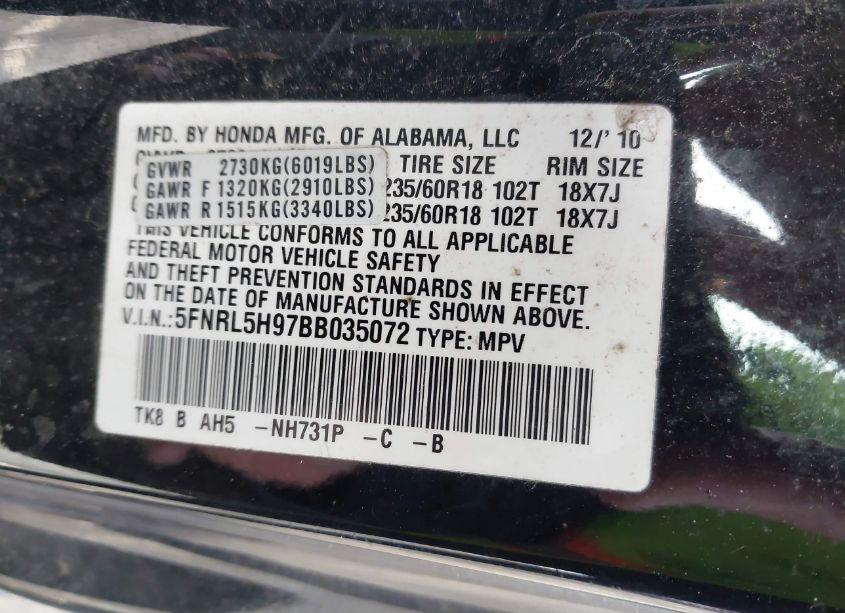 MFD. BY HONDA MFG. OF ALABAMA, LLC 12/'10
GVWR 2730KG(6019LBS) TIRE SIZE RIM SIZE
GAWR F 1320KG(2910LBS) 235/60R18 102T 18X7J
GAWR R 1515KG(3340LBS) 235/60R18 102T 18X7J
THIS VEHICLE CONFORMS TO ALL APPLICABLE
FEDERAL MOTOR VEHICLE SAFETY
AND THEFT PREVENTION STANDARDS IN EFFECT
ON THE DATE OF MANUFACTURE SHOWN ABOVE.
V.I.N.:5FNRL5H97BB035072 TYPE: MPV
TK8 B AH5 -NH731P -C -B